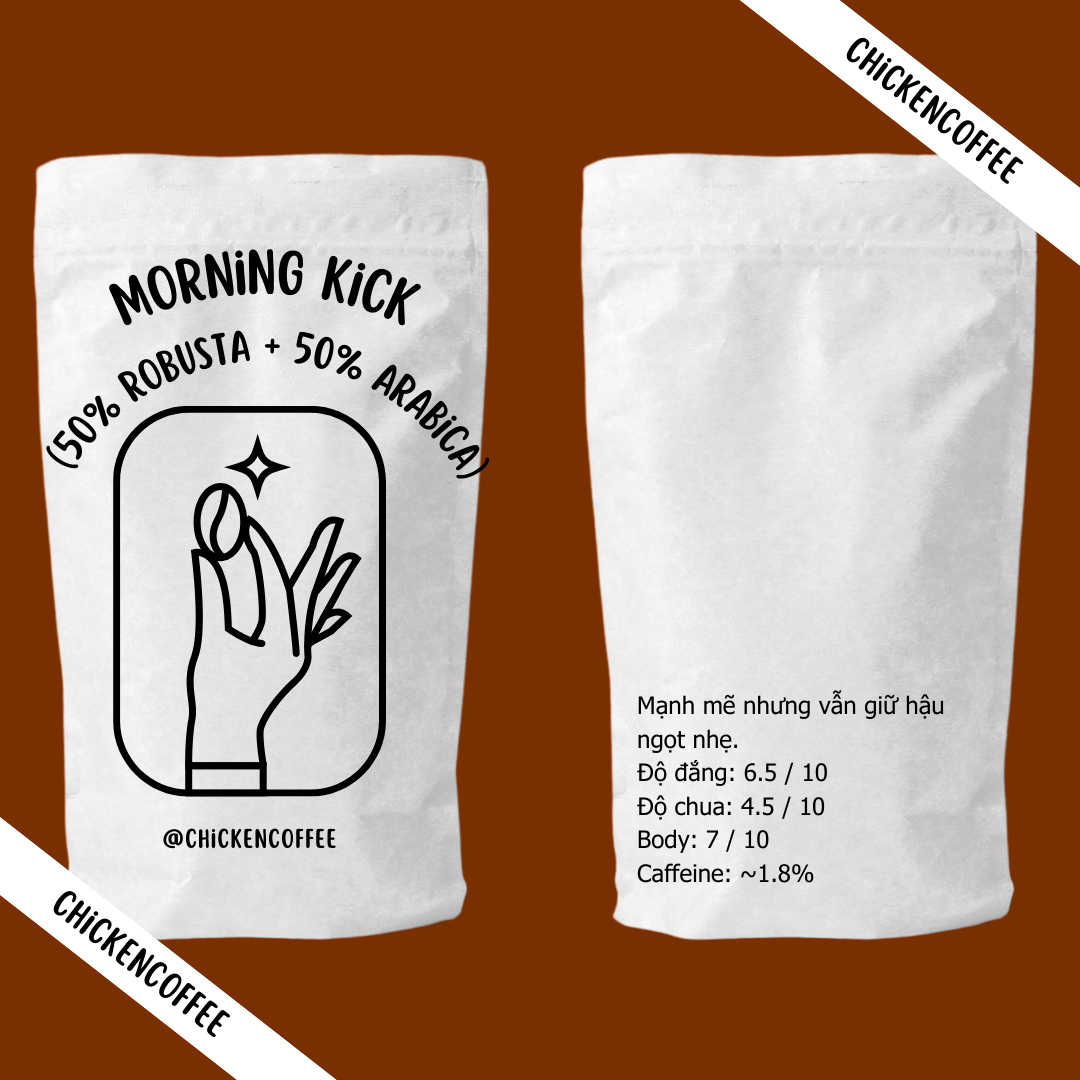 CHiCKENCOFFEE
MORNiNG KiCK
(50% ROBUSTA + 50% ARABiCA)
@CHiCKENCOFFEE
Mạnh mẽ nhưng vẫn giữ hậu
ngọt nhẹ.
Độ đắng: 6.5 / 10
Độ chua: 4.5 / 10
Body: 7 / 10
Caffeine: ~1.8%
CHiCKENCOFFEE